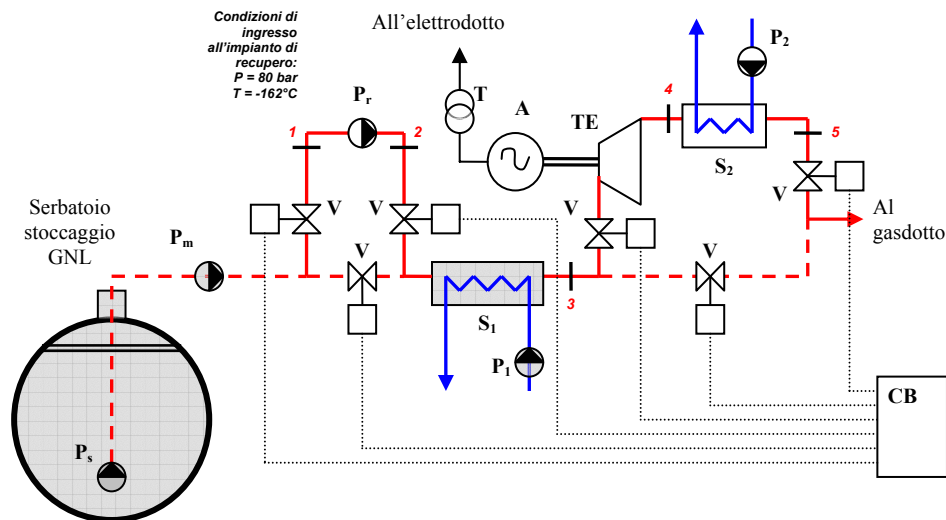 Condizioni di
ingresso
all'impianto di
recupero:
P = 80 bar
T = -162°C
All'elettrodotto
P2
4
Pr
T
A
TE
1
2
5
S2
V
V
V
V
Serbatoio
stoccaggio
GNL
Al
gasdotto
Pm
V
V
3
S1
P1
CB
Ps